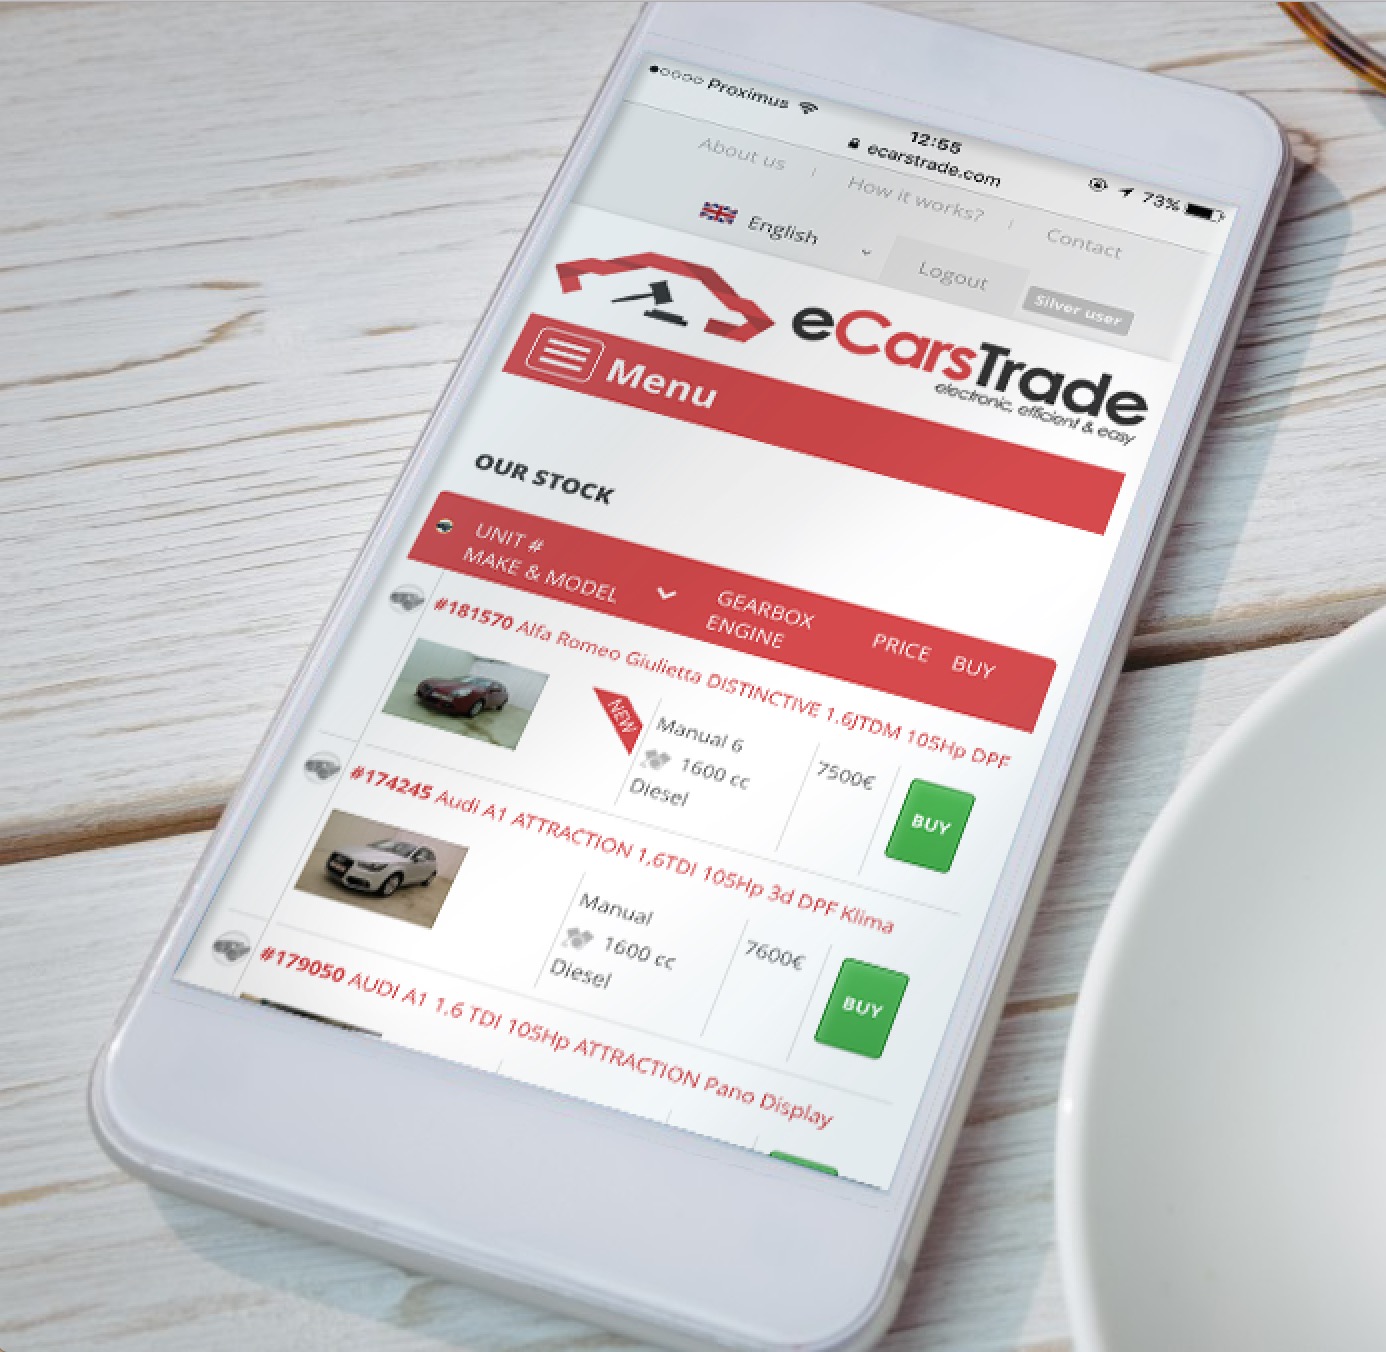 Proximus
12:55
73%
ecarstrade.com
About us
How it works?
Contact
English
Logout
Silver user
eCarsTrade
electronic, efficient & easy
Menu
OUR STOCK
UNIT #
MAKE & MODEL
GEARBOX
ENGINE
PRICE
BUY
#181570 Alfa Romeo Giulietta DISTINCTIVE 1.6JTDM 105Hp DPF
NEW
Manual 6
1600 cc
Diesel
7500€
BUY
#174245 Audi A1 ATTRACTION 1,6TDI 105Hp 3d DPF Klima
Manual
1600 cc
Diesel
7600€
BUY
#179050 AUDI A1 1.6 TDI 105Hp ATTRACTION Pano Display